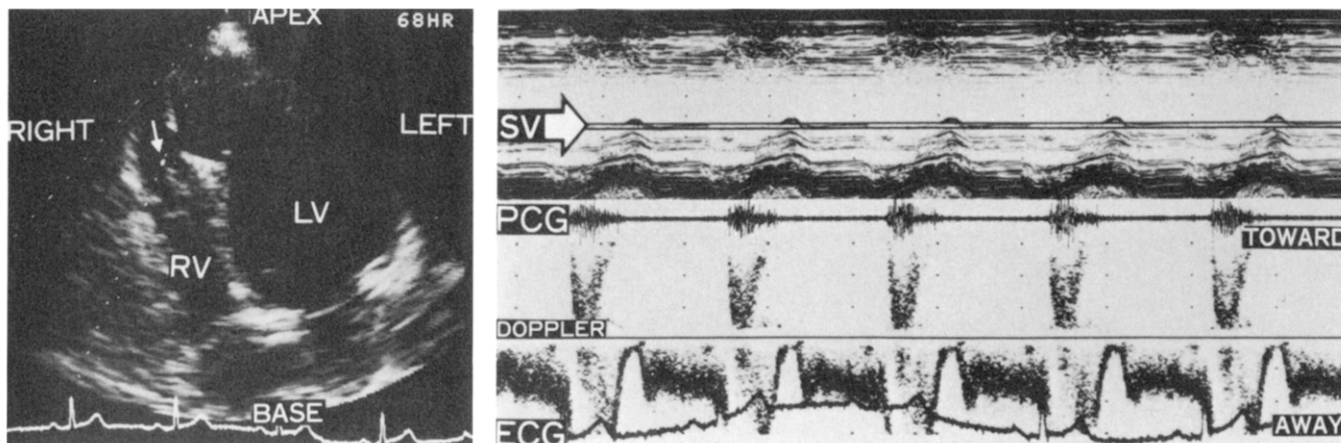 APEX
68HR
RIGHT
LEFT
LV
RV
BASE
SV
PCG
TOWARD
DOPPLER
ECG
AWAY